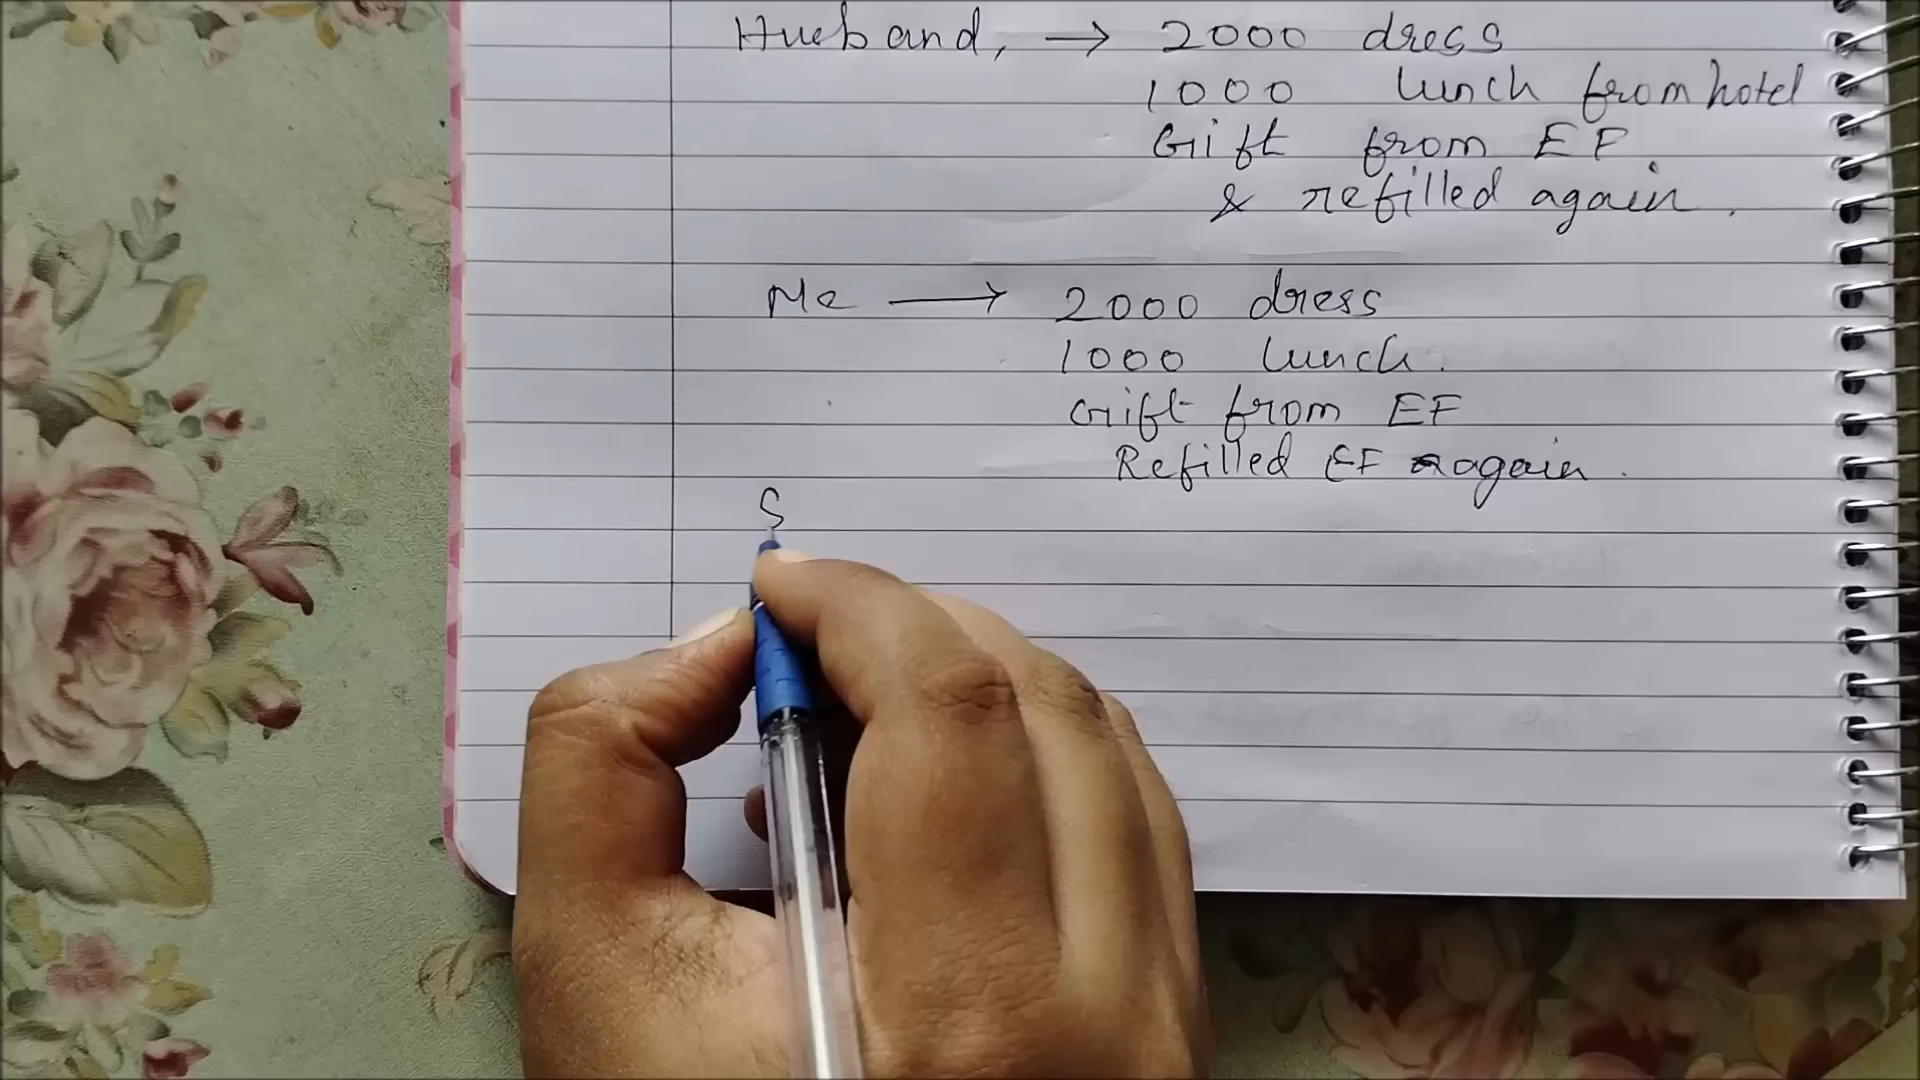 Husband, → 2000 dress
1000 lunch from hotel
Gift from EF.
& refilled again.
Me → 2000 dress
1000 lunch.
Gift from EF
Refilled EF again.
S